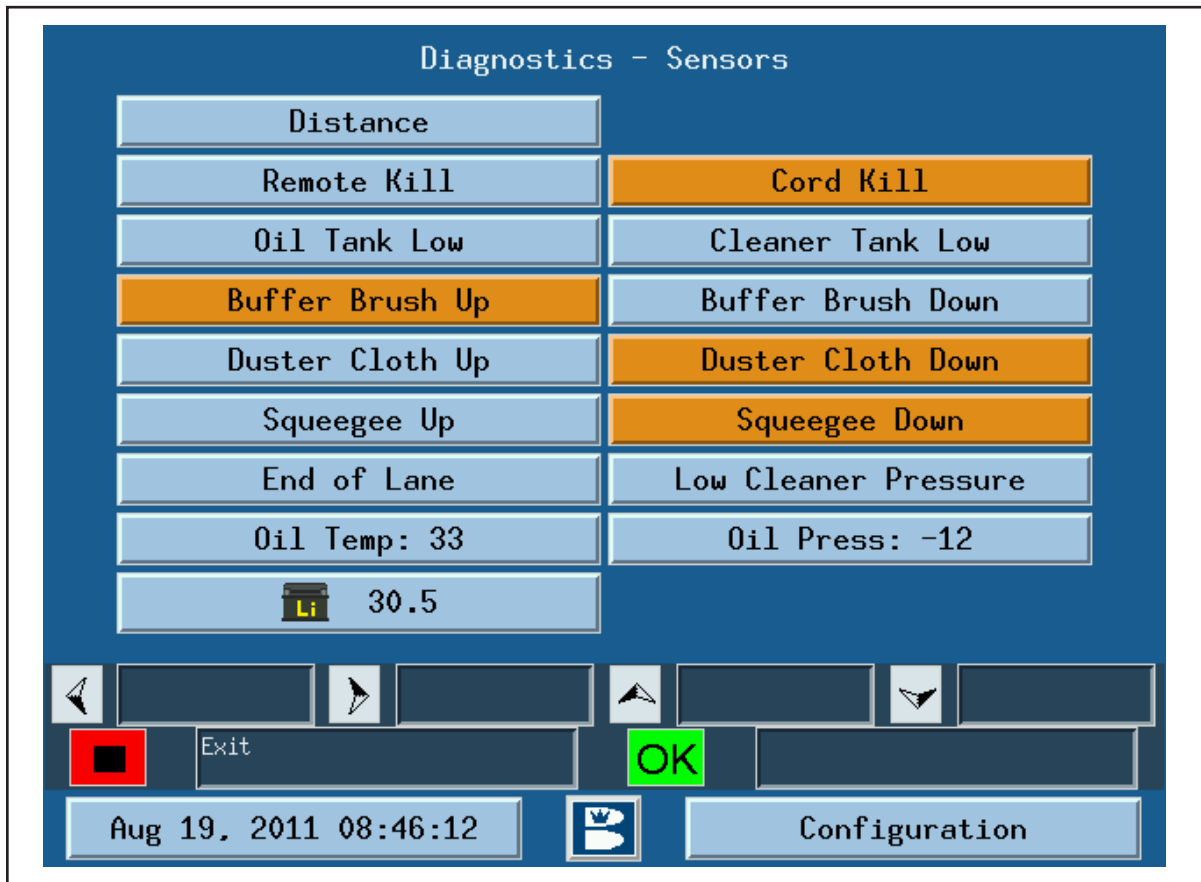 Diagnostics - Sensors
Distance
Remote Kill
Cord Kill
Oil Tank Low
Cleaner Tank Low
Buffer Brush Up
Buffer Brush Down
Duster Cloth Up
Duster Cloth Down
Squeegee Up
Squeegee Down
End of Lane
Low Cleaner Pressure
Oil Temp: 33
Oil Press: -12
Li 30.5
Exit
OK
Aug 19, 2011 08:46:12
B
Configuration